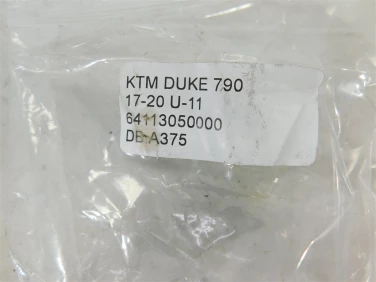 KTM DUKE 790
17-20 U-11
64113050000
DE-A375